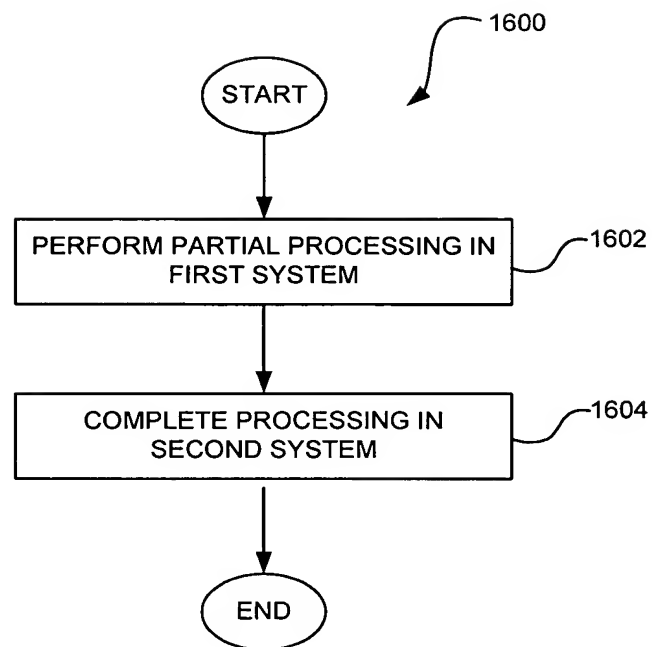 1600
START
PERFORM PARTIAL PROCESSING IN
FIRST SYSTEM
1602
COMPLETE PROCESSING IN
SECOND SYSTEM
1604
END